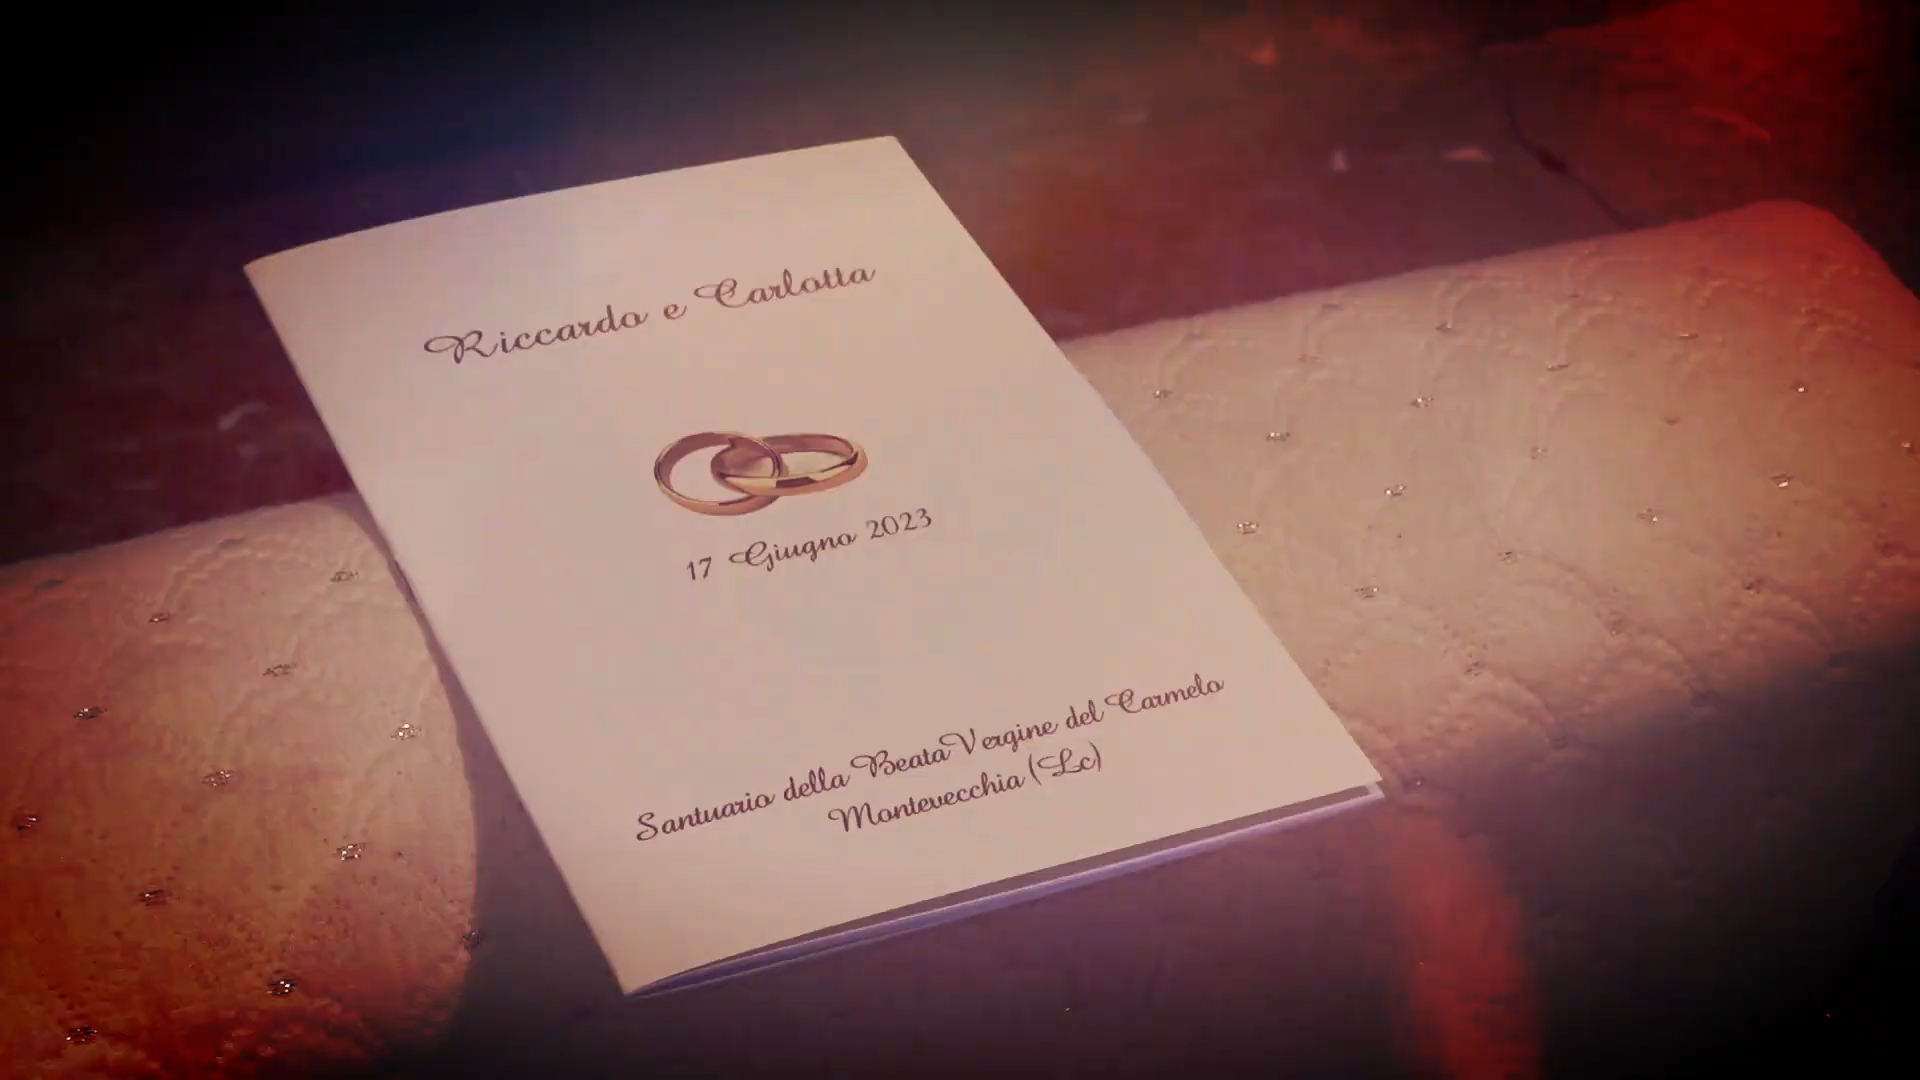 Riccardo e Carlotta
17 Giugno 2023
Santuario della Beata Vergine del Carmelo
Montevecchia (Lc)